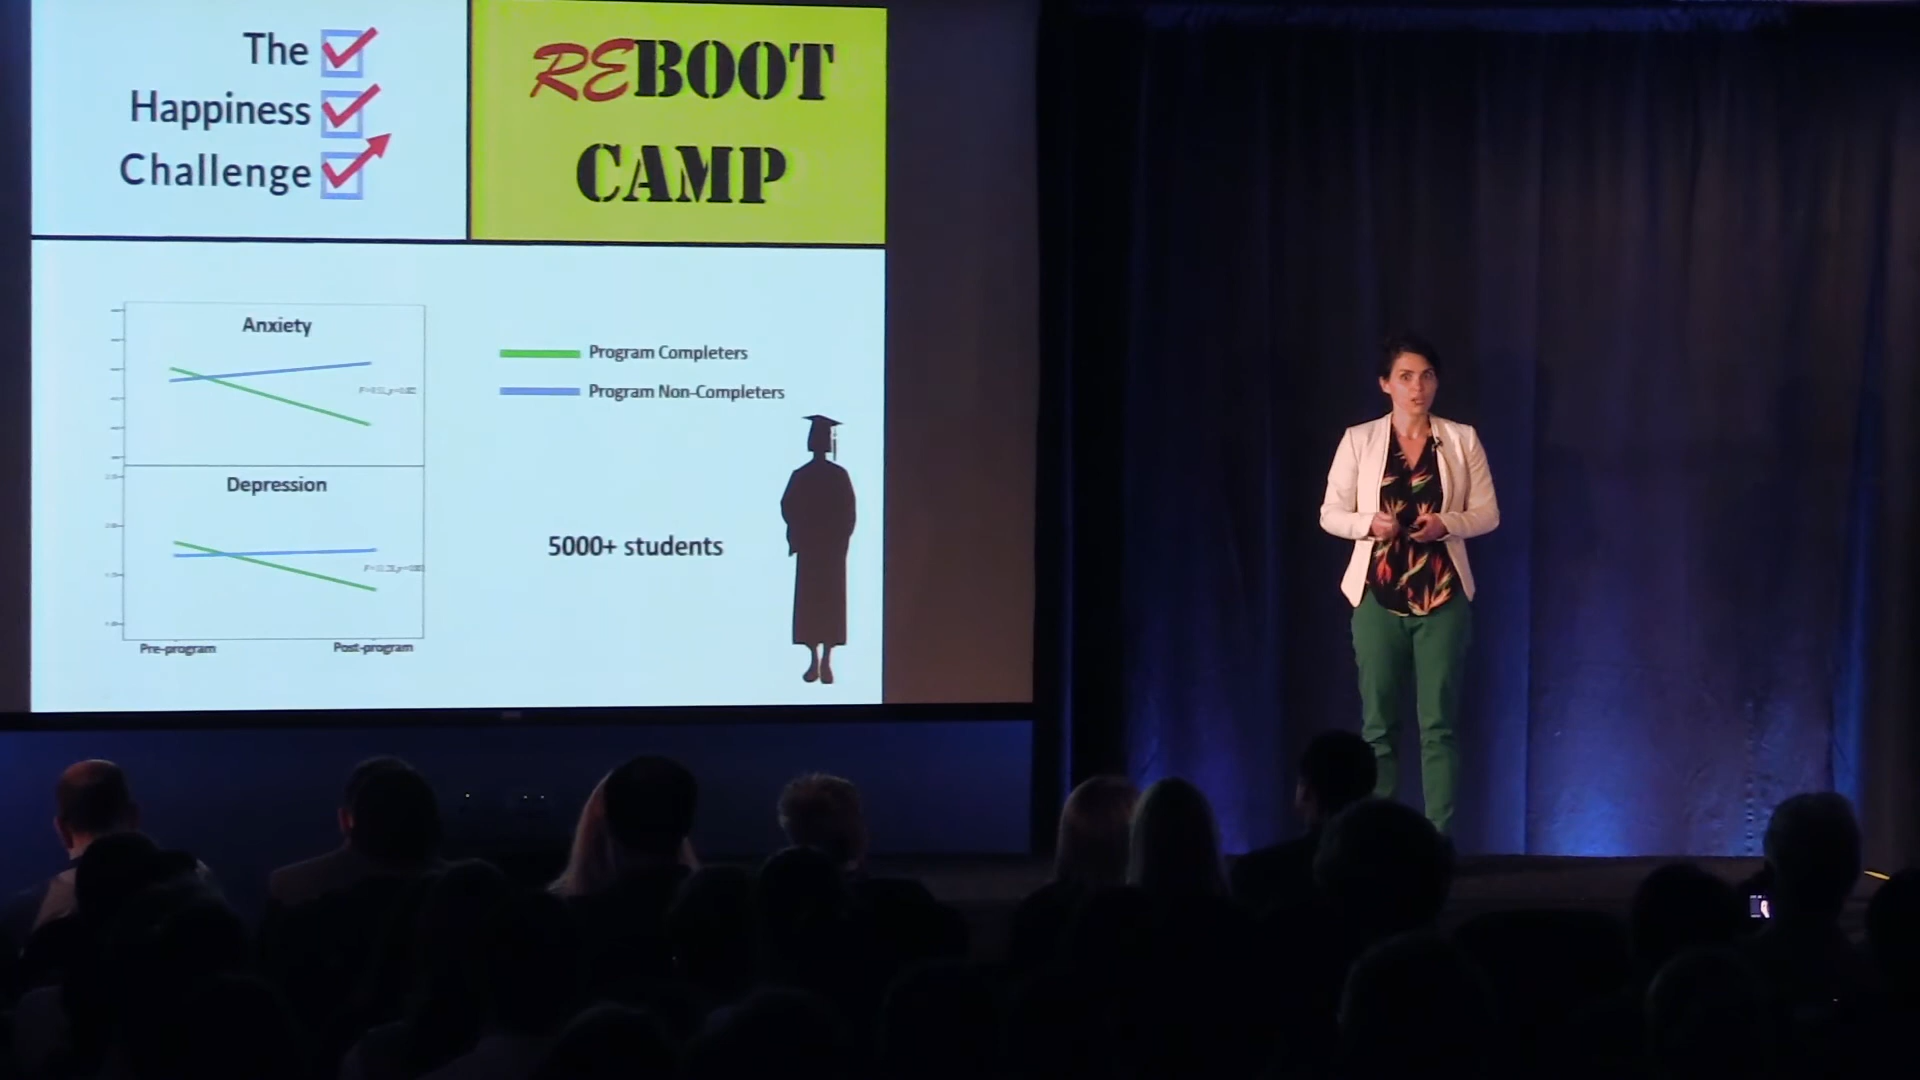 The
Happiness
Challenge
REBOOT
CAMP
Anxiety
Program Completers
Program Non-Completers
Depression
5000+ students
Pre-program
Post-program